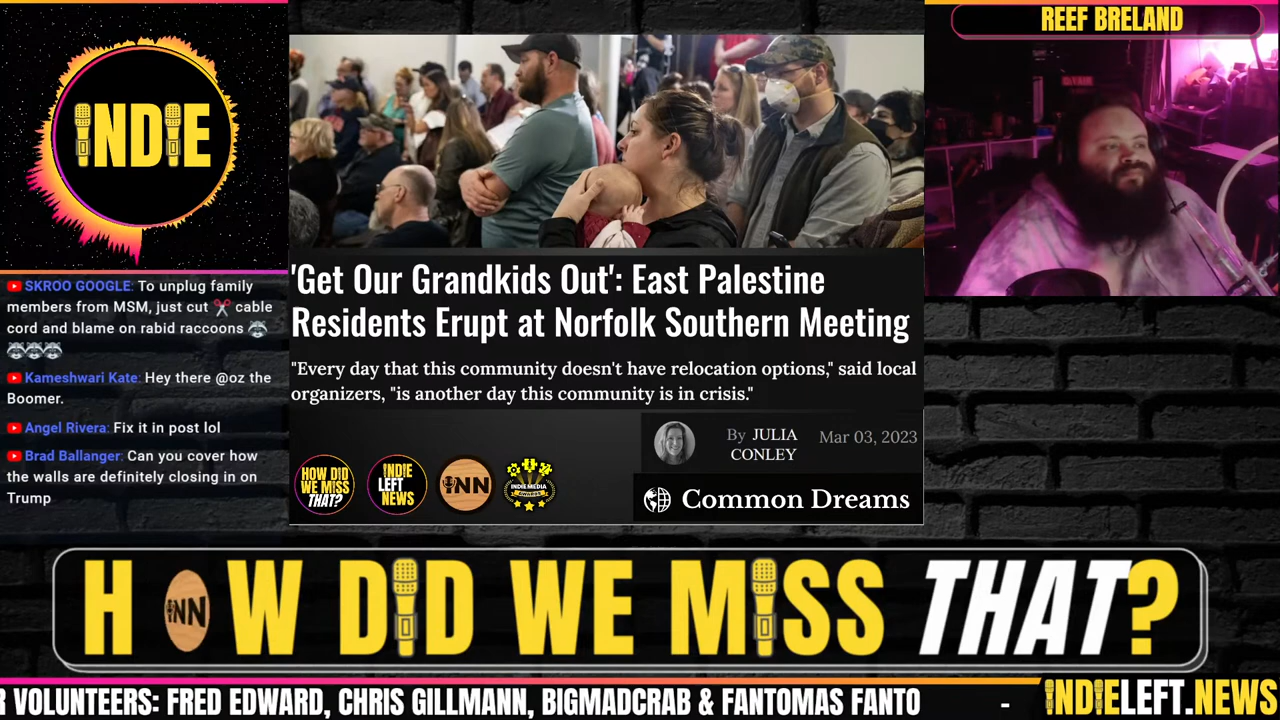 REEF BRELAND
INDIE
SKROO GOOGLE: To unplug family
members from MSM, just cut ✂️ cable
cord and blame on rabid raccoons 🦝
🦝🦝🦝
Kameshwari Kate: Hey there @oz the
Boomer.
Angel Rivera: Fix it in post lol
Brad Ballanger: Can you cover how
the walls are definitely closing in on
Trump
'Get Our Grandkids Out': East Palestine
Residents Erupt at Norfolk Southern Meeting
"Every day that this community doesn't have relocation options," said local
organizers, "is another day this community is in crisis."
By JULIA
CONLEY
Mar 03, 2023
HOW DID
WE MISS
THAT?
INDIE
LEFT
NEWS
INN
INDIE MEDIA
AWARDS
Common Dreams
HOW DID WE MISS THAT?
INN
R VOLUNTEERS: FRED EDWARD, CHRIS GILLMANN, BIGMADCRAB & FANTOMAS FANTO -
INDIELEFT.NEWS